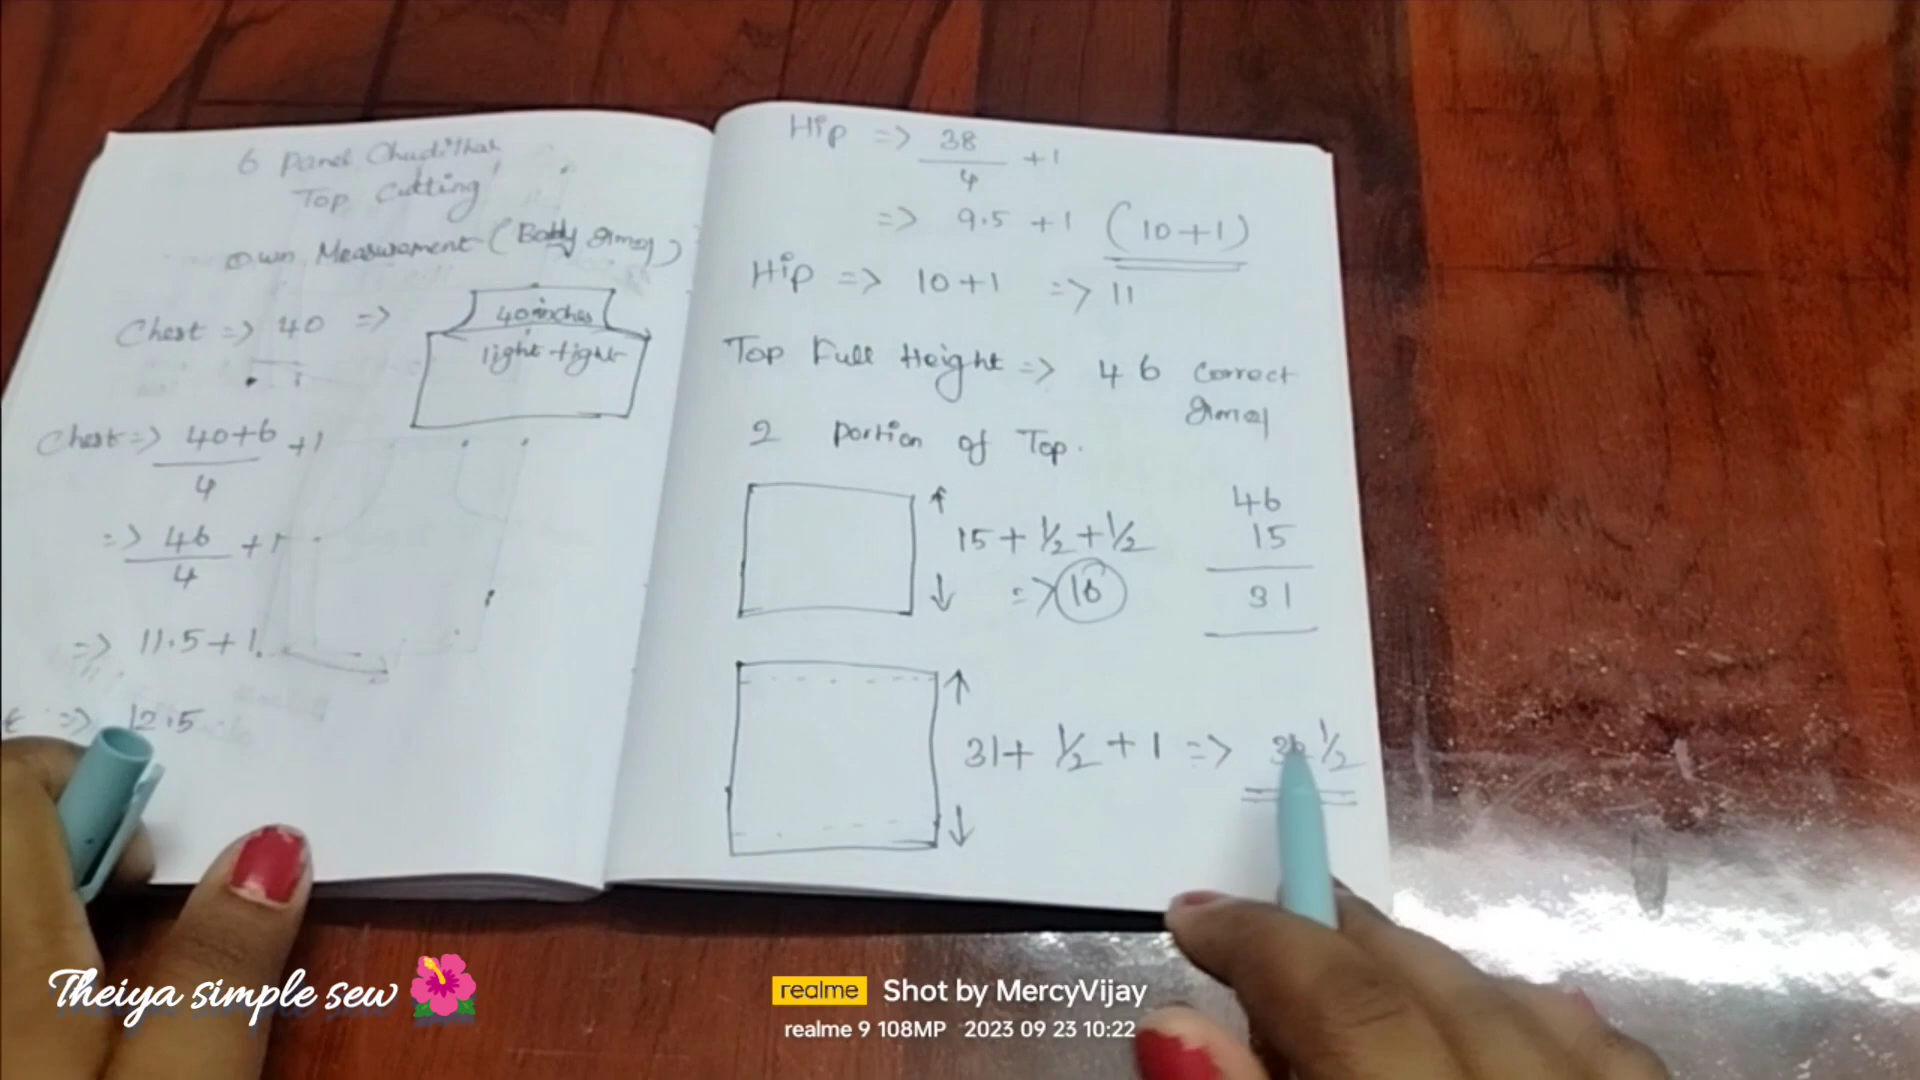 6 Panel Chudithar
Top Cutting
Own Measurement (Body அளவு)
Chest => 40 =>
40 inches
light tight
Chest => 40+6 +1
4
=> 46 +1
4
=> 11.5+1
=> 12.5
Hip => 38 +1
4
=> 9.5 +1 (10+1)
Hip => 10+1 => 11
Top Full Height => 46 correct
அளவு
2 Portion of Top.
15+½+½
=> 16
46
15
31
31+ ½ +1 => ½
Theiya simple sew
realme Shot by MercyVijay
realme 9 108MP 2023 09 23 10:22